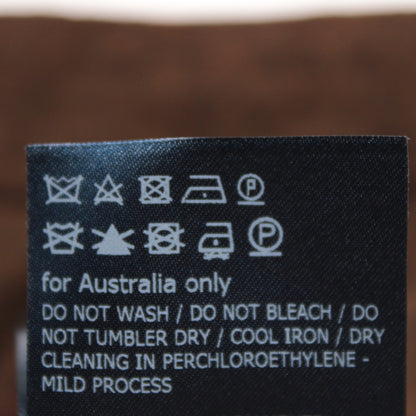 P
P
for Australia only
DO NOT WASH / DO NOT BLEACH / DO
NOT TUMBLER DRY / COOL IRON / DRY
CLEANING IN PERCHLOROETHYLENE -
MILD PROCESS